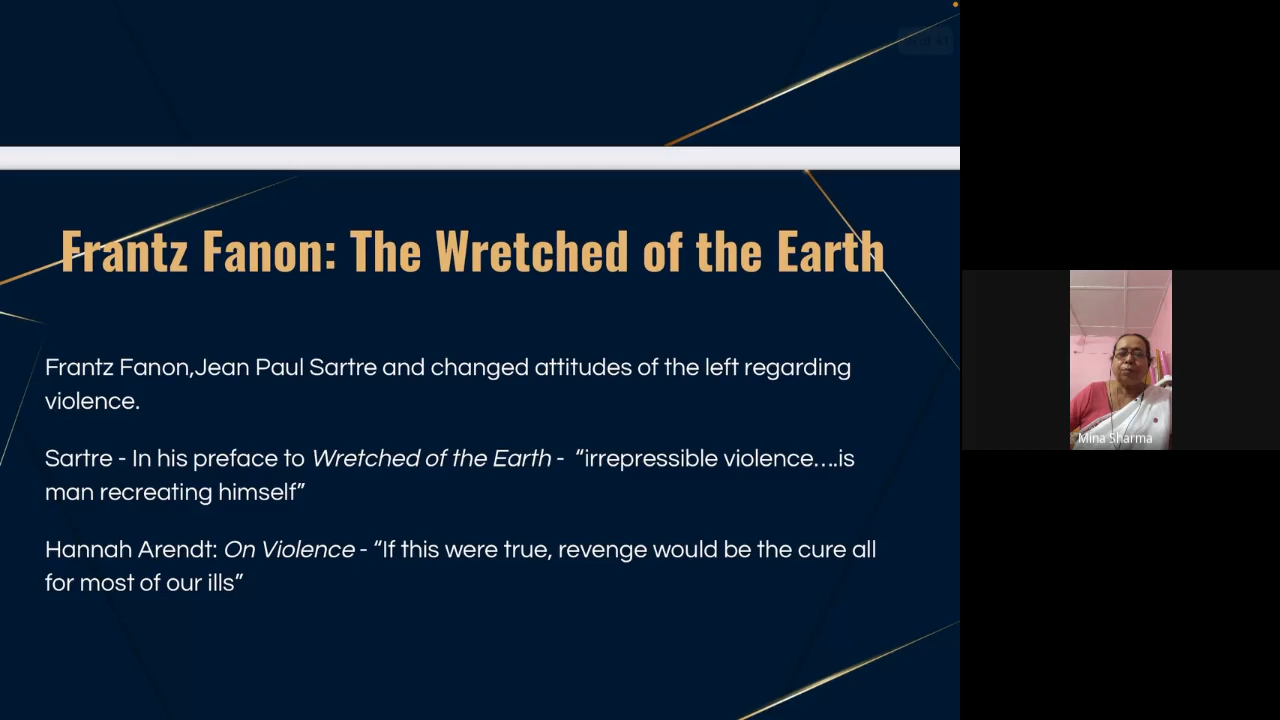 Frantz Fanon: The Wretched of the Earth
Frantz Fanon,Jean Paul Sartre and changed attitudes of the left regarding
violence.
Sartre - In his preface to Wretched of the Earth - “irrepressible violence….is
man recreating himself”
Hannah Arendt: On Violence - “If this were true, revenge would be the cure all
for most of our ills”
Mina Sharma